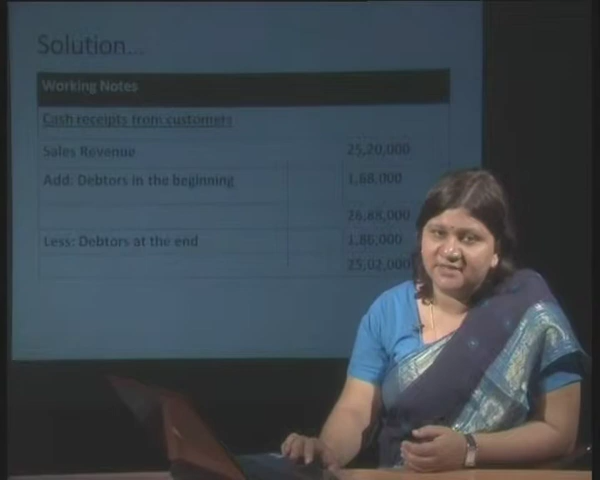 Solution...
Working Notes
Cash receipts from customers
Sales Revenue 25,20,000
Add: Debtors in the beginning 1,68,000
26,88,000
Less: Debtors at the end 1,86,000
25,02,000